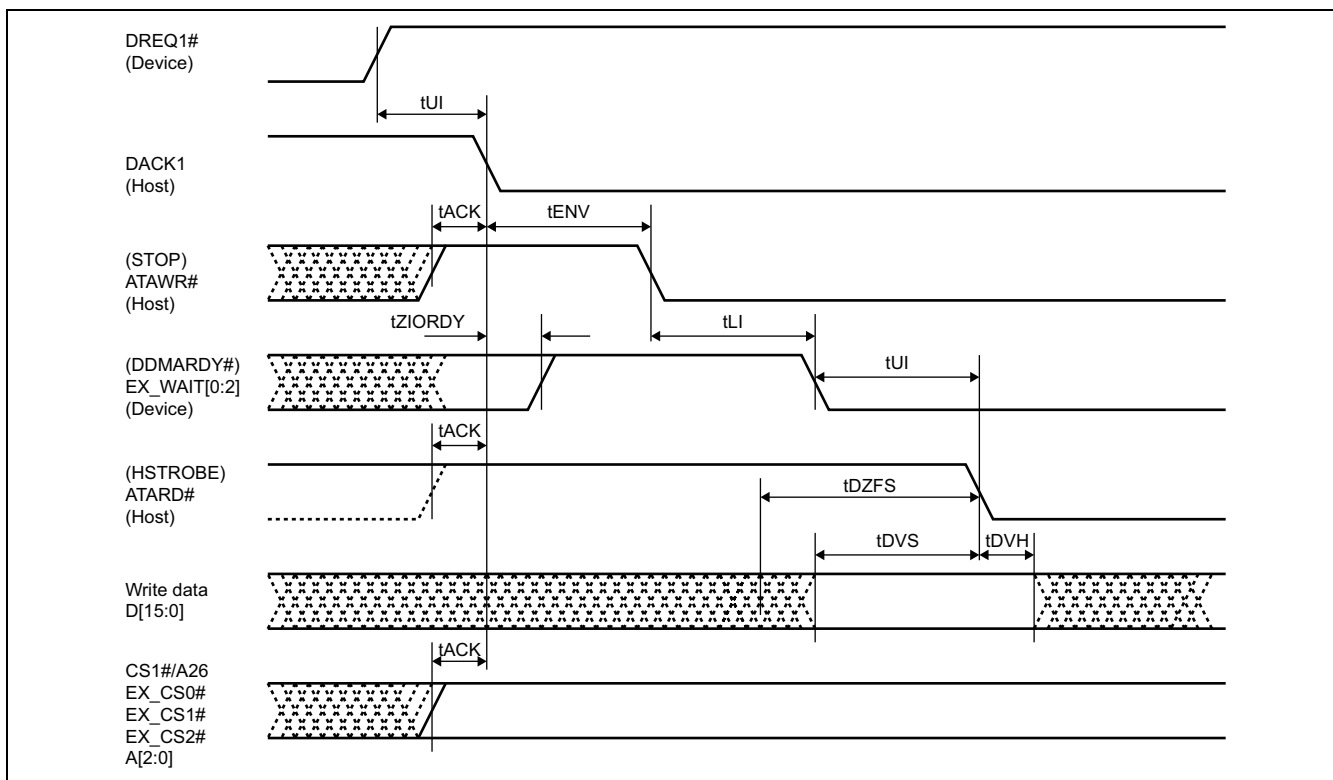 DREQ1#
(Device)
tUI
DACK1
(Host)
tACK
tENV
(STOP)
ATAWR#
(Host)
tZIORDY
tLI
(DDMARDY#)
EX_WAIT[0:2]
(Device)
tUI
tACK
(HSTROBE)
ATARD#
(Host)
tDZFS
tDVS
tDVH
Write data
D[15:0]
tACK
CS1#/A26
EX_CS0#
EX_CS1#
EX_CS2#
A[2:0]